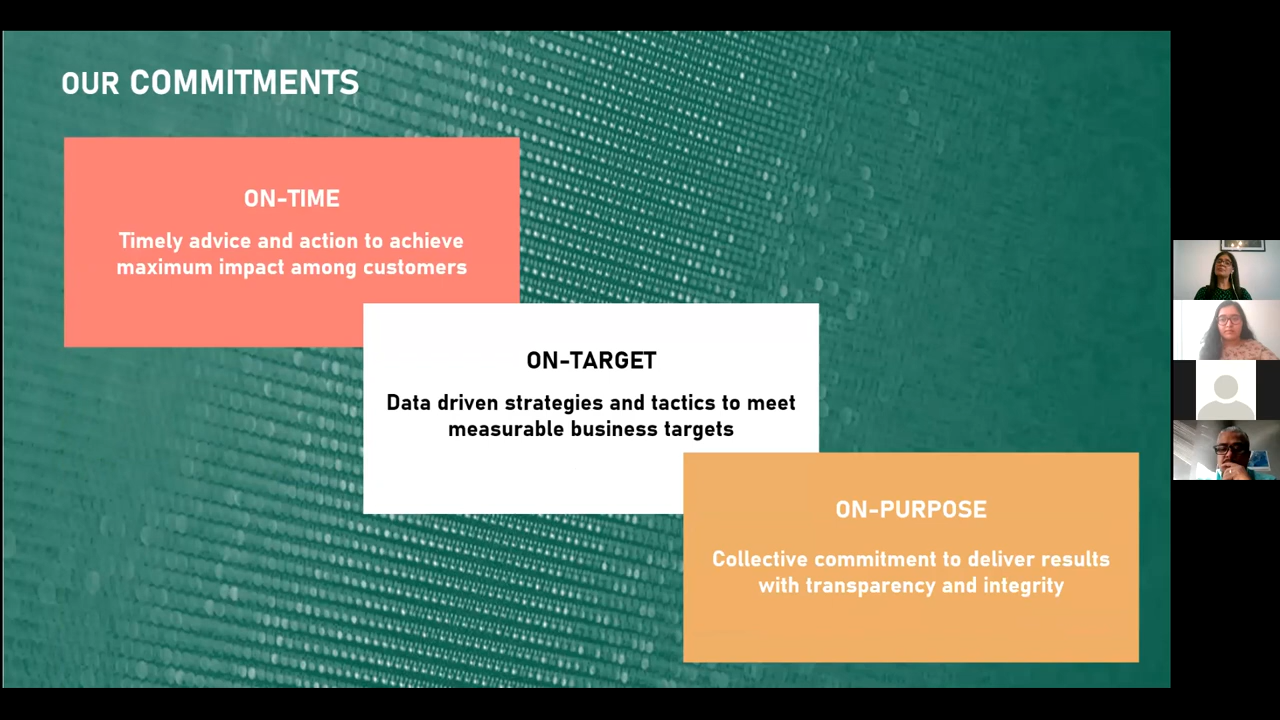 OUR COMMITMENTS
ON-TIME
Timely advice and action to achieve
maximum impact among customers
ON-TARGET
Data driven strategies and tactics to meet
measurable business targets
ON-PURPOSE
Collective commitment to deliver results
with transparency and integrity